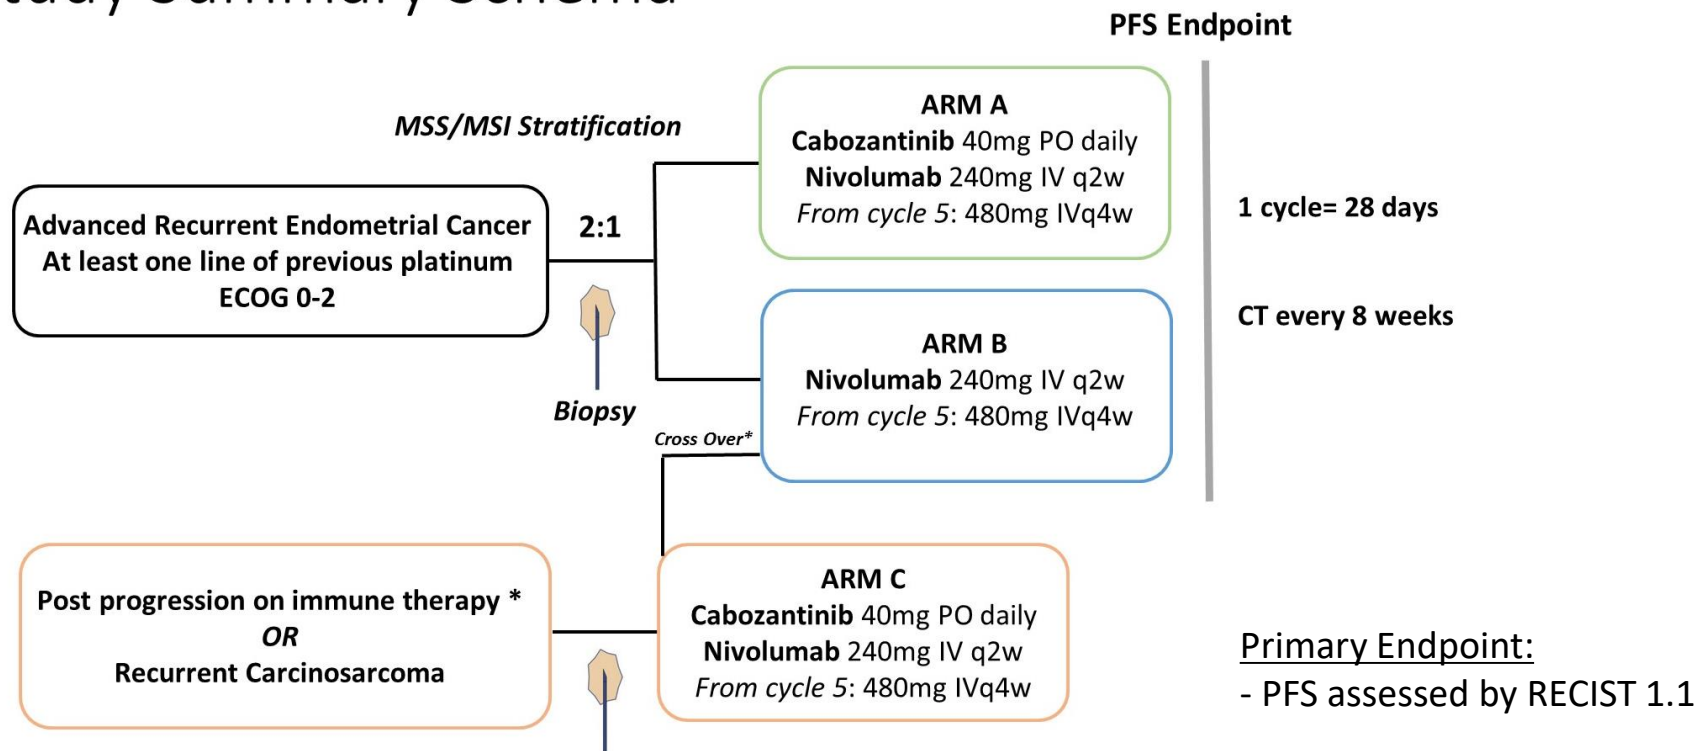 Summary Schema
PFS Endpoint
MSS/MSI Stratification
ARM A
Cabozantinib 40mg PO daily
Nivolumab 240mg IV q2w
From cycle 5: 480mg IVq4w
Advanced Recurrent Endometrial Cancer
At least one line of previous platinum
ECOG 0-2
2:1
1 cycle= 28 days
CT every 8 weeks
Biopsy
ARM B
Nivolumab 240mg IV q2w
From cycle 5: 480mg IVq4w
Cross Over*
Post progression on immune therapy *
OR
Recurrent Carcinosarcoma
ARM C
Cabozantinib 40mg PO daily
Nivolumab 240mg IV q2w
From cycle 5: 480mg IVq4w
Primary Endpoint:
- PFS assessed by RECIST 1.1